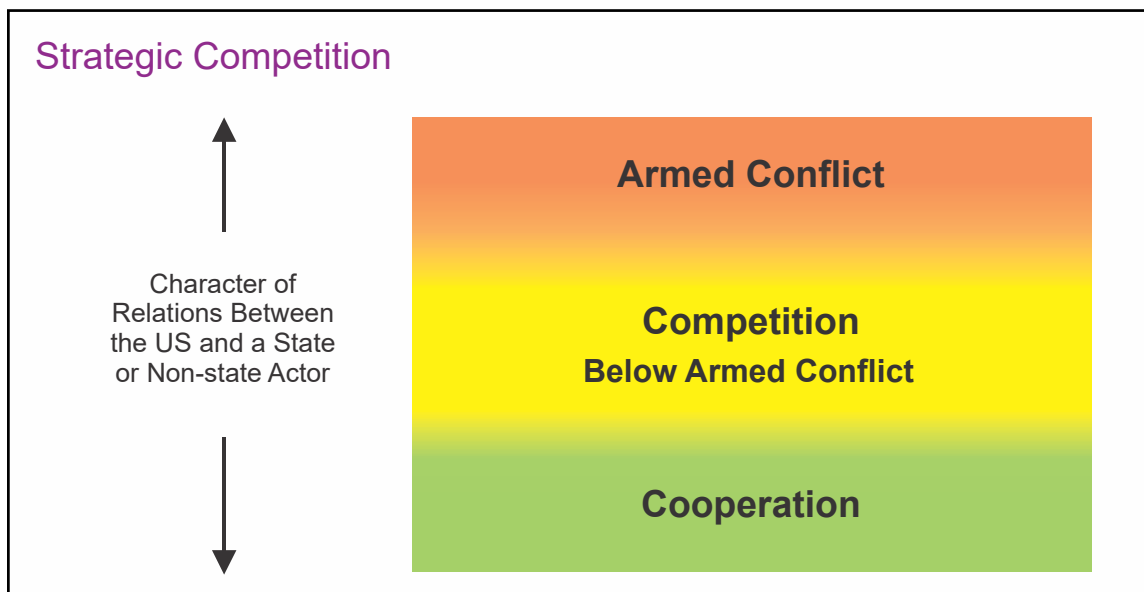 Strategic Competition
Character of
Relations Between
the US and a State
or Non-state Actor
Armed Conflict
Competition
Below Armed Conflict
Cooperation